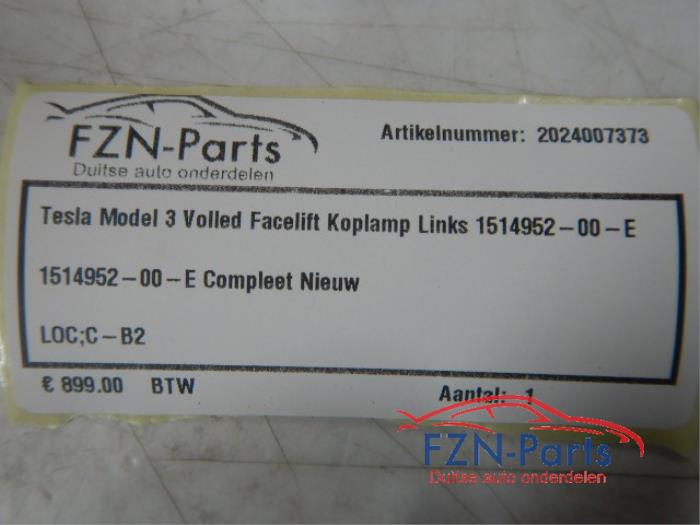 FZN-Parts
Duitse auto onderdelen
Artikelnummer: 2024007373
Tesla Model 3 Volled Facelift Koplamp Links 1514952-00-E
1514952-00-E Compleet Nieuw
LOC;C-B2
€ 899.00 BTW Aantal: 1
FZN-Parts
Duitse auto onderdelen